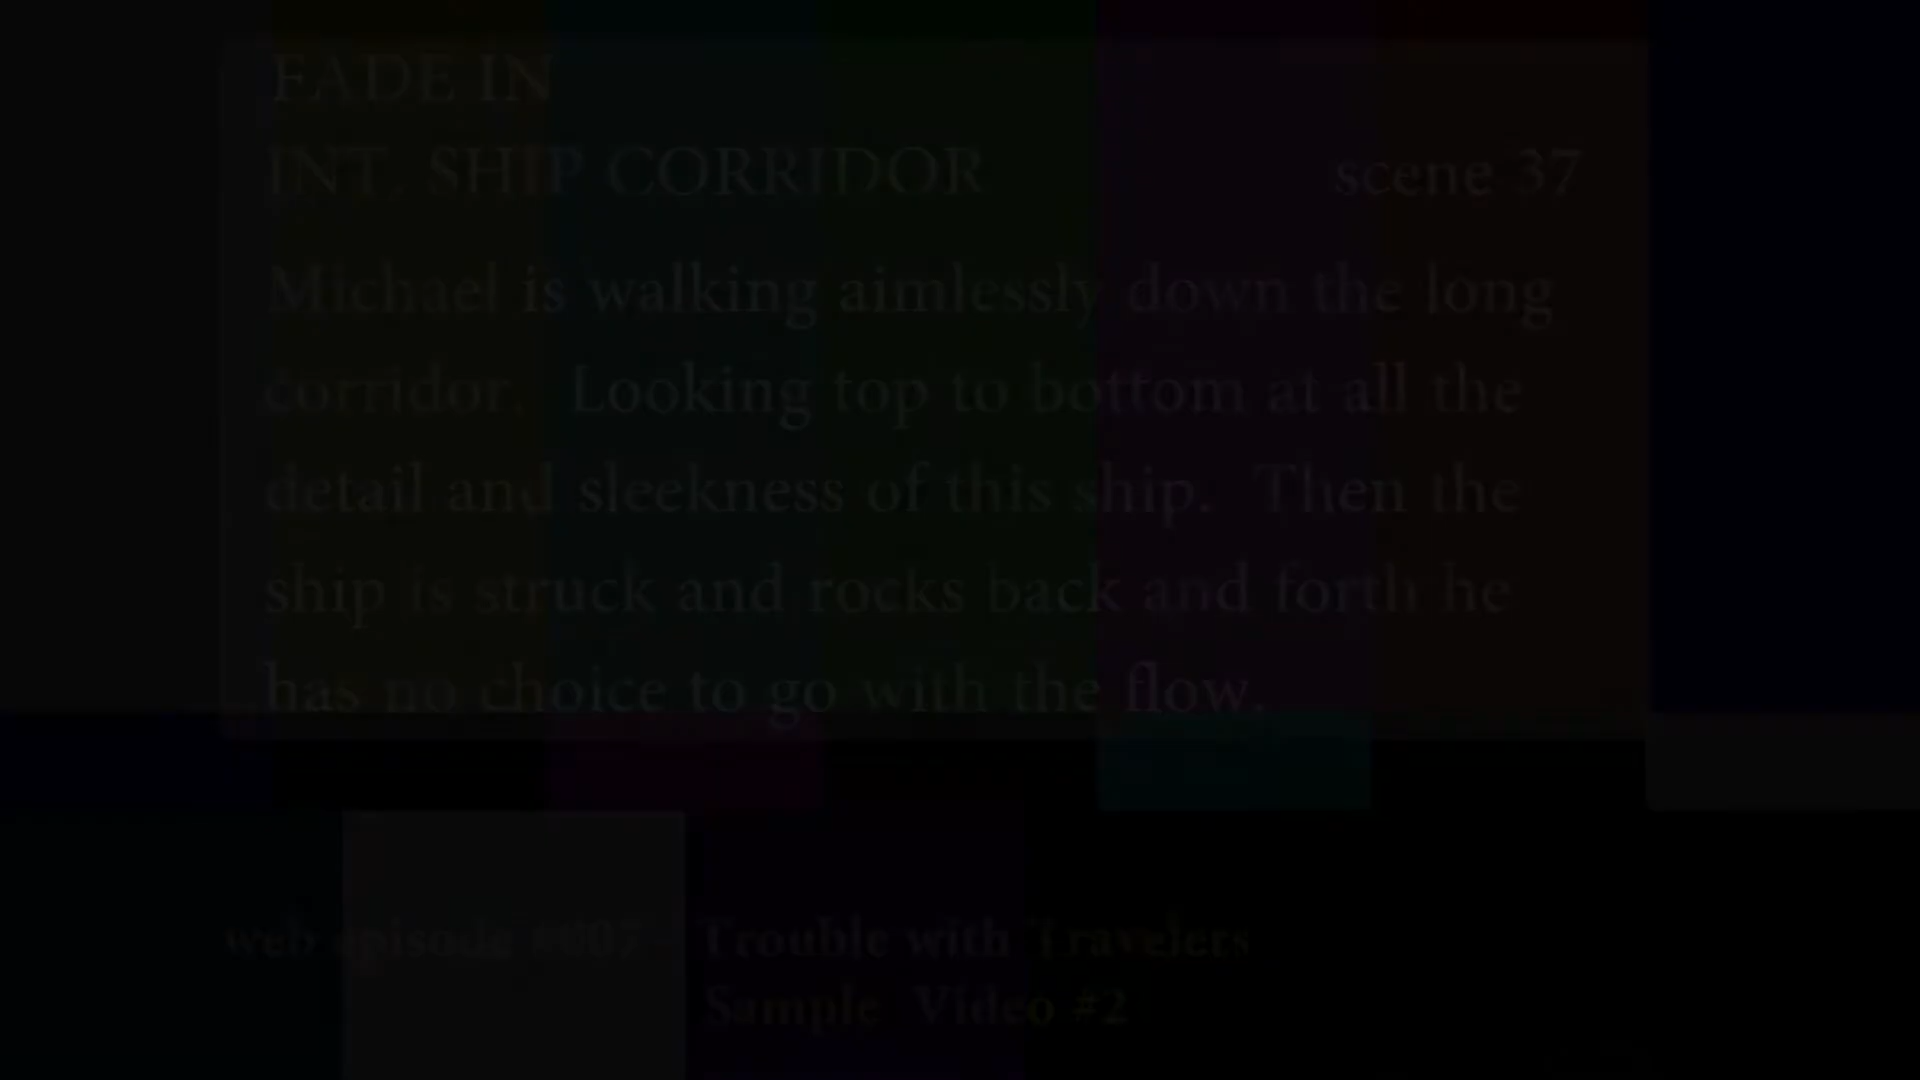 FADE IN
INT. SHIP CORRIDOR scene 37
Michael is walking aimlessly down the long
corridor. Looking top to bottom at all the
detail and sleekness of this ship. Then the
ship is struck and rocks back and forth he
has no choice to go with the flow.
web episode - Trouble with Travelers
Sample Video #2